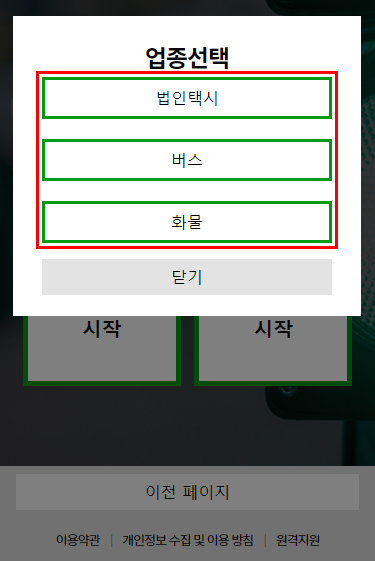 업종선택
법인택시
버스
화물
닫기
시작 시작
이전 페이지
이용약관 | 개인정보 수집 및 이용 방침 | 원격지원